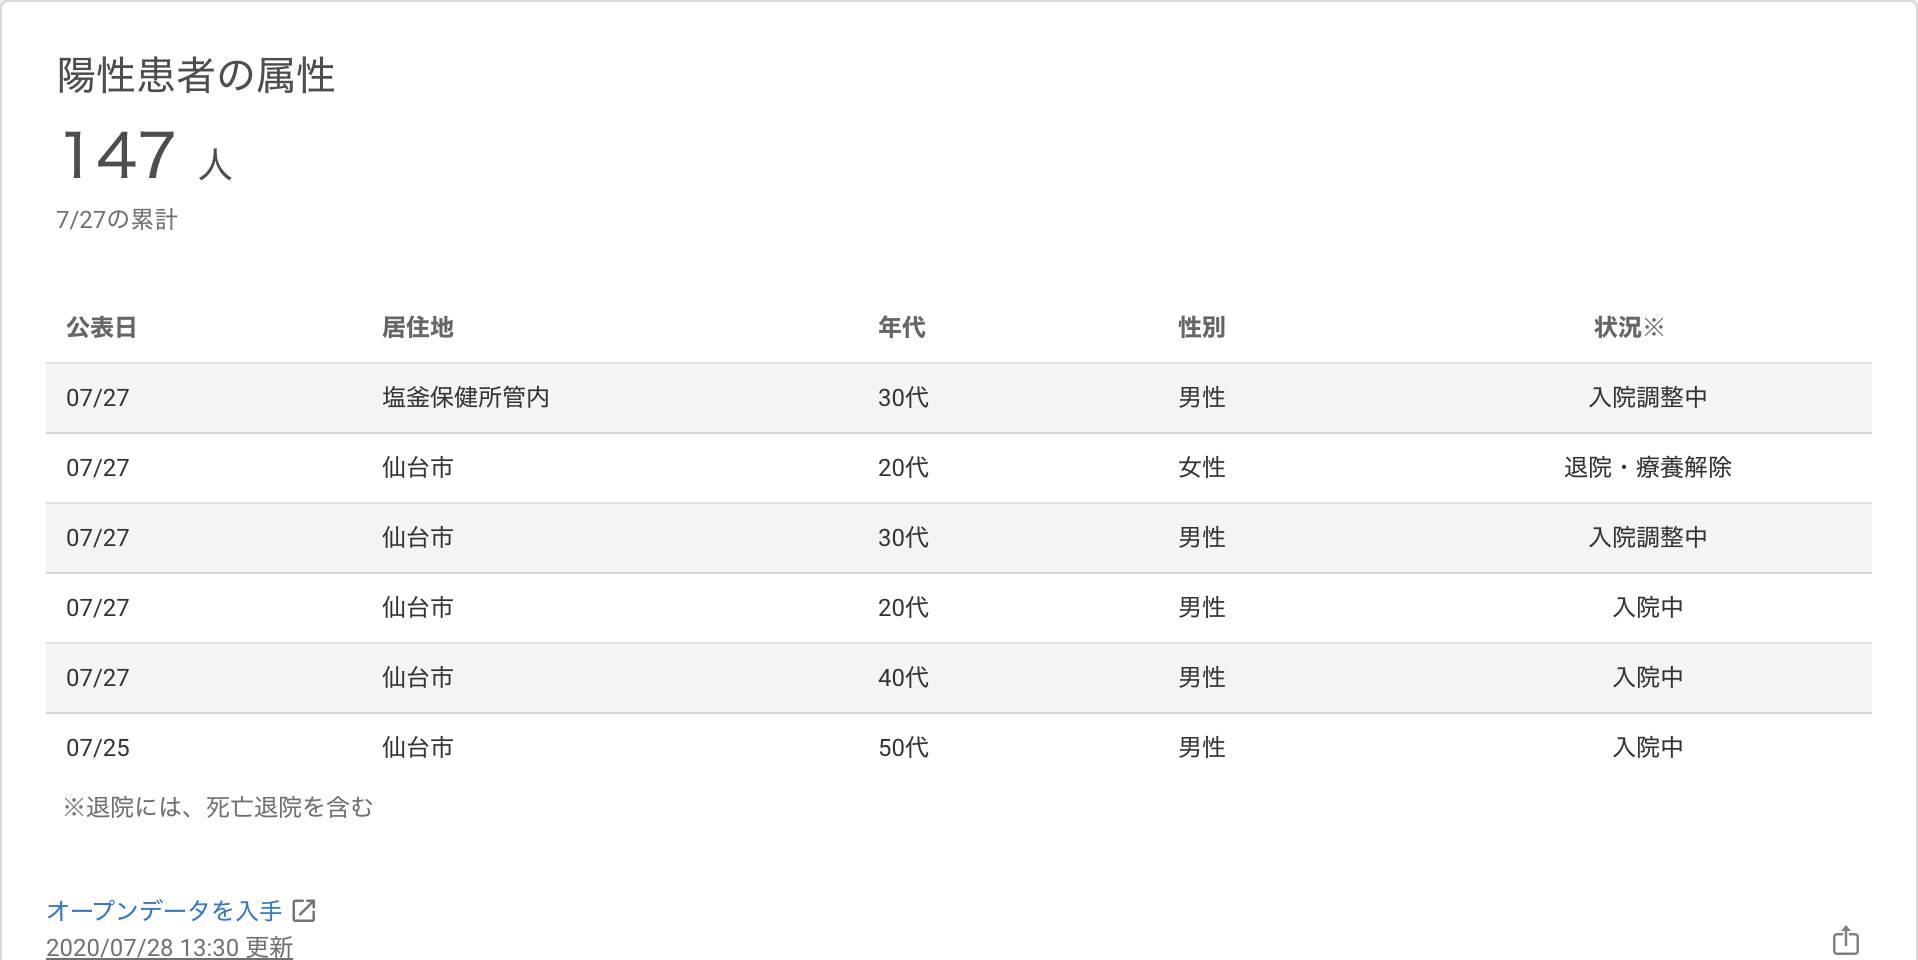 陽性患者の属性
147 人
7/27の累計
公表日 居住地 年代 性別 状況※
07/27 塩釜保健所管内 30代 男性 入院調整中
07/27 仙台市 20代 女性 退院・療養解除
07/27 仙台市 30代 男性 入院調整中
07/27 仙台市 20代 男性 入院中
07/27 仙台市 40代 男性 入院中
07/25 仙台市 50代 男性 入院中
※退院には、死亡退院を含む
オープンデータを入手
2020/07/28 13:30 更新